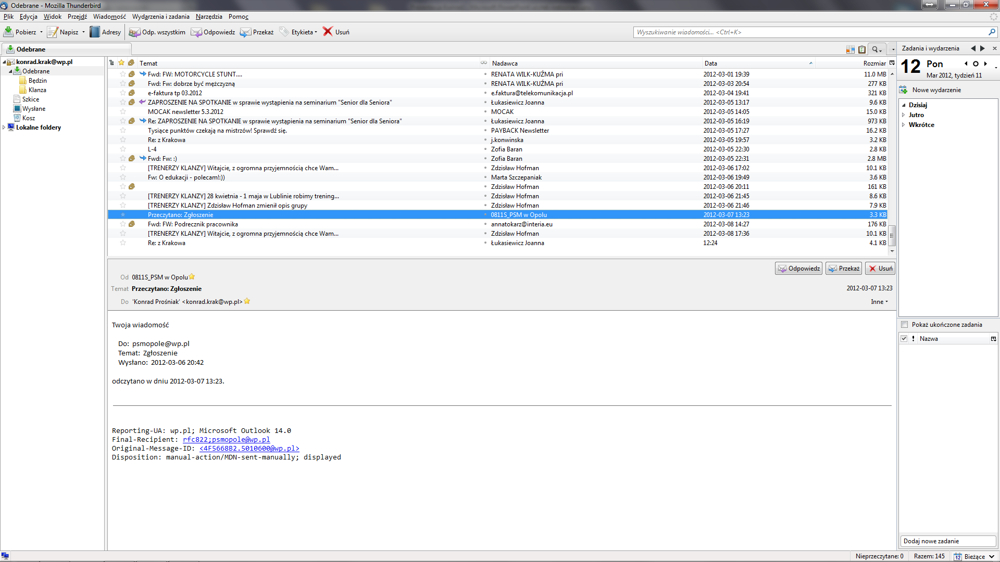 Odebrane - Mozilla Thunderbird
Plik Edycja Widok Przejdź Wiadomość Wydarzenia i zadania Narzędzia Pomoc
Pobierz Napisz Adresy Odp. wszystkim Odpowiedz Przekaż Etykieta Usuń Wyszukiwanie wiadomości... <Ctrl+K>
Odebrane
konrad.krak@wp.pl
Odebrane
Będzin
Klanza
Szkice
Wysłane
Kosz
Lokalne foldery
Temat Nadawca Data Rozmiar
Fwd: FW: MOTORCYCLE STUNT.... RENATA WILK-KUŹMA pri 2012-03-01 19:39 11.0 MB
Fwd: Fw: dobrze być mężczyzną RENATA WILK-KUŹMA pri 2012-03-03 20:54 277 KB
e-faktura tp 03.2012 e.faktura@telekomunikacja.pl 2012-03-04 19:41 321 KB
ZAPROSZENIE NA SPOTKANIE w sprawie wystąpienia na seminarium "Senior dla Seniora" Łukasiewicz Joanna 2012-03-05 13:17 9.6 KB
MOCAK newsletter 5.3.2012 MOCAK 2012-03-05 14:05 15.0 KB
Re: ZAPROSZENIE NA SPOTKANIE w sprawie wystąpienia na seminarium "Senior dla Seniora" Łukasiewicz Joanna 2012-03-05 16:19 973 KB
Tysiące punktów czekają na mistrzów! Sprawdź się. PAYBACK Newsletter 2012-03-05 17:27 16.2 KB
Re: z Krakowa j.konwinska 2012-03-05 19:57 3.2 KB
L-4 Zofia Baran 2012-03-05 22:30 2.8 KB
Fwd: Fw: :) Zofia Baran 2012-03-05 22:31 2.8 MB
[TRENERZY KLANZY] Witajcie, z ogromna przyjemnością chce Wam... Zdzisław Hofman 2012-03-06 17:02 10.1 KB
Fw: O edukacji - polecam!:)) Marta Szczepaniak 2012-03-06 19:49 3.6 KB
Zdzisław Hofman 2012-03-06 20:11 161 KB
[TRENERZY KLANZY] 28 kwietnia - 1 maja w Lublinie robimy trening... Zdzisław Hofman 2012-03-06 21:45 8.6 KB
[TRENERZY KLANZY] Zdzisław Hofman zmienił opis grupy Zdzisław Hofman 2012-03-06 21:46 7.9 KB
Przeczytano: Zgłoszenie 0811S_PSM w Opolu 2012-03-07 13:23 3.3 KB
Fwd: FW: Podrecznik pracownika annatokarz@interia.eu 2012-03-08 14:27 176 KB
[TRENERZY KLANZY] Witajcie, z ogromna przyjemnością chce Wam... Zdzisław Hofman 2012-03-08 17:36 10.1 KB
Re: z Krakowa Łukasiewicz Joanna 12:24 4.1 KB
Odpowiedz Przekaż Usuń
Od 0811S_PSM w Opolu
Temat Przeczytano: Zgłoszenie 2012-03-07 13:23
Do 'Konrad Prośniak' <konrad.krak@wp.pl> Inne
Twoja wiadomość
Do: psmopole@wp.pl
Temat: Zgłoszenie
Wysłano: 2012-03-06 20:42
odczytano w dniu 2012-03-07 13:23.
Reporting-UA: wp.pl; Microsoft Outlook 14.0
Final-Recipient: rfc822;psmopole@wp.pl
Original-Message-ID: <4F5668B2.5010600@wp.pl>
Disposition: manual-action/MDN-sent-manually; displayed
Zadania i wydarzenia
12 Pon
Mar 2012, tydzień 11
Nowe wydarzenie
Dzisiaj
Jutro
Wkrótce
Pokaż ukończone zadania
! Nazwa
Dodaj nowe zadanie
Nieprzeczytane: 0 Razem: 145 12 Bieżące